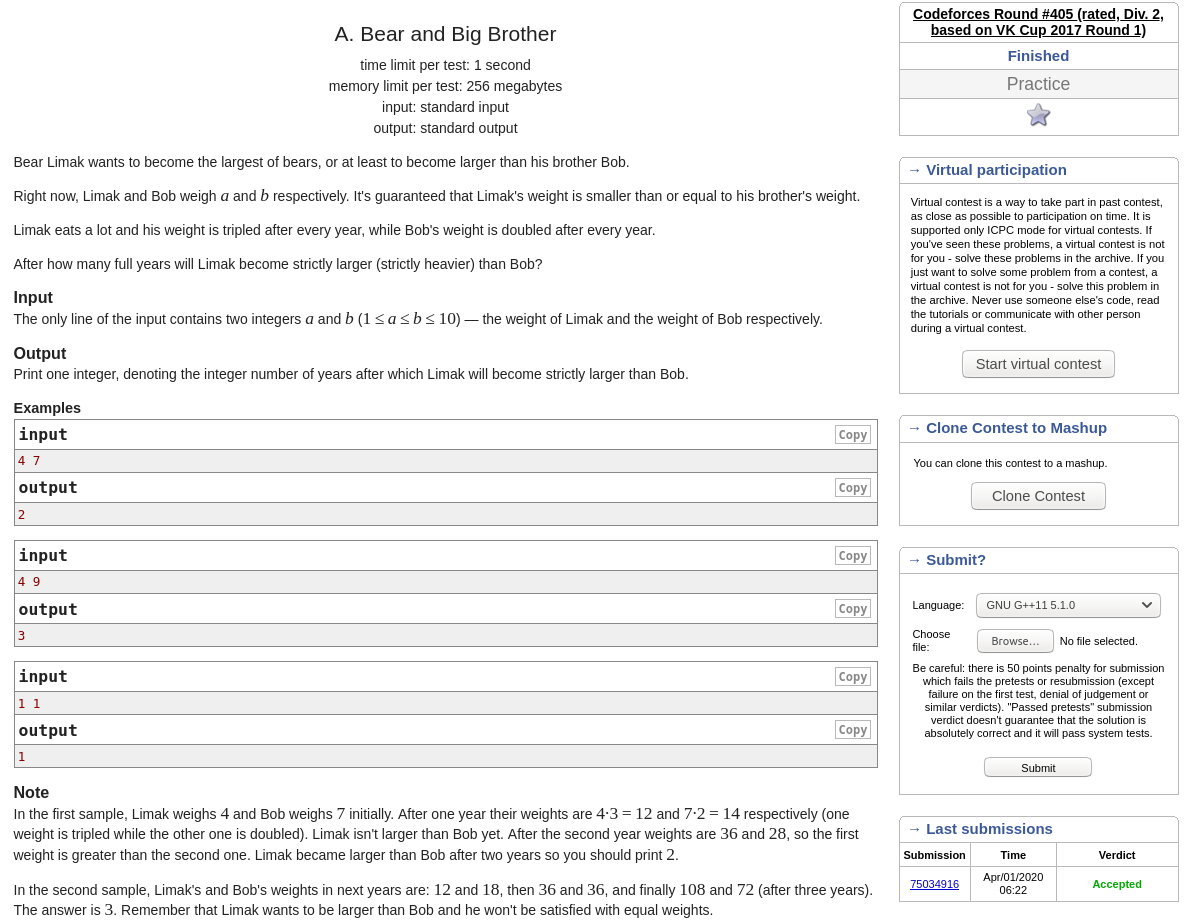 A. Bear and Big Brother
time limit per test: 1 second
memory limit per test: 256 megabytes
input: standard input
output: standard output
Bear Limak wants to become the largest of bears, or at least to become larger than his brother Bob.
Right now, Limak and Bob weigh a and b respectively. It's guaranteed that Limak's weight is smaller than or equal to his brother's weight.
Limak eats a lot and his weight is tripled after every year, while Bob's weight is doubled after every year.
After how many full years will Limak become strictly larger (strictly heavier) than Bob?
Input
The only line of the input contains two integers a and b (1 ≤ a ≤ b ≤ 10) — the weight of Limak and the weight of Bob respectively.
Output
Print one integer, denoting the integer number of years after which Limak will become strictly larger than Bob.
Examples
input
Copy
4 7
output
Copy
2
input
Copy
4 9
output
Copy
3
input
Copy
1 1
output
Copy
1
Note
In the first sample, Limak weighs 4 and Bob weighs 7 initially. After one year their weights are 4·3 = 12 and 7·2 = 14 respectively (one
weight is tripled while the other one is doubled). Limak isn't larger than Bob yet. After the second year weights are 36 and 28, so the first
weight is greater than the second one. Limak became larger than Bob after two years so you should print 2.
In the second sample, Limak's and Bob's weights in next years are: 12 and 18, then 36 and 36, and finally 108 and 72 (after three years).
The answer is 3. Remember that Limak wants to be larger than Bob and he won't be satisfied with equal weights.
Codeforces Round #405 (rated, Div. 2,
based on VK Cup 2017 Round 1)
Finished
Practice
→ Virtual participation
Virtual contest is a way to take part in past contest,
as close as possible to participation on time. It is
supported only ICPC mode for virtual contests. If
you've seen these problems, a virtual contest is not
for you - solve these problems in the archive. If you
just want to solve some problem from a contest, a
virtual contest is not for you - solve this problem in
the archive. Never use someone else's code, read
the tutorials or communicate with other person
during a virtual contest.
Start virtual contest
→ Clone Contest to Mashup
You can clone this contest to a mashup.
Clone Contest
→ Submit?
Language: GNU G++11 5.1.0
Choose
file:
Browse... No file selected.
Be careful: there is 50 points penalty for submission
which fails the pretests or resubmission (except
failure on the first test, denial of judgement or
similar verdicts). "Passed pretests" submission
verdict doesn't guarantee that the solution is
absolutely correct and it will pass system tests.
Submit
→ Last submissions
Submission Time Verdict
75034916 Apr/01/2020 Accepted
06:22